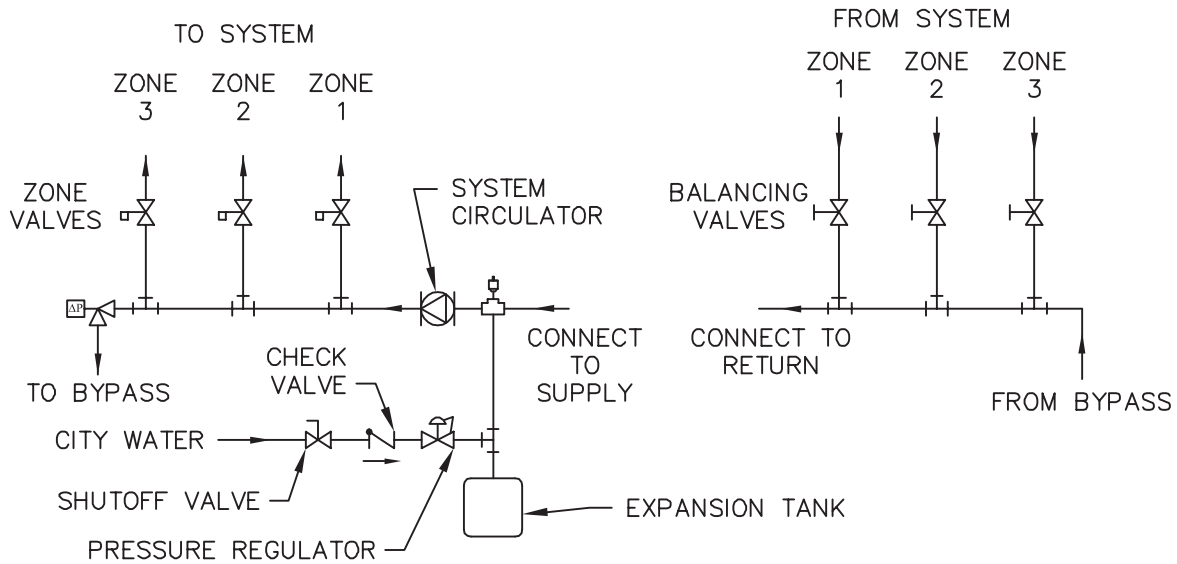 TO SYSTEM
ZONE
3
ZONE
2
ZONE
1
ZONE
VALVES
SYSTEM
CIRCULATOR
ΔP
TO BYPASS
CONNECT
TO
SUPPLY
CHECK
VALVE
CITY WATER
SHUTOFF VALVE
PRESSURE REGULATOR
EXPANSION TANK
FROM SYSTEM
ZONE
1
ZONE
2
ZONE
3
BALANCING
VALVES
CONNECT TO
RETURN
FROM BYPASS